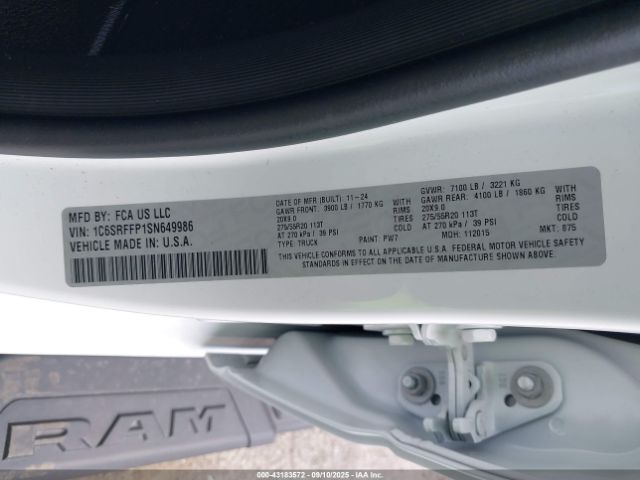 MFD BY: FCA US LLC
VIN: 1C6SRFFP1SN649986
VEHICLE MADE IN U.S.A.
DATE OF MFR (BUILT): 11-24
GAWR FRONT: 3900 LB / 1770 KG WITH
20X9.0 RIMS
275/55R20 113T TIRES
AT 270 kPa / 39 PSI
TYPE: TRUCK PAINT: PW7
GVWR: 7100 LB / 3221 KG
GAWR REAR: 4100 LB / 1860 KG WITH
20X9.0 RIMS
275/55R20 113T TIRES
AT 270 kPa / 39 PSI
MDH: 112015 MKT: 875
THIS VEHICLE CONFORMS TO ALL APPLICABLE U.S.A. FEDERAL MOTOR VEHICLE SAFETY
STANDARDS IN EFFECT ON THE DATE OF MANUFACTURE SHOWN ABOVE.
RAM
000-43183572 - 09/10/2025 - IAA Inc.